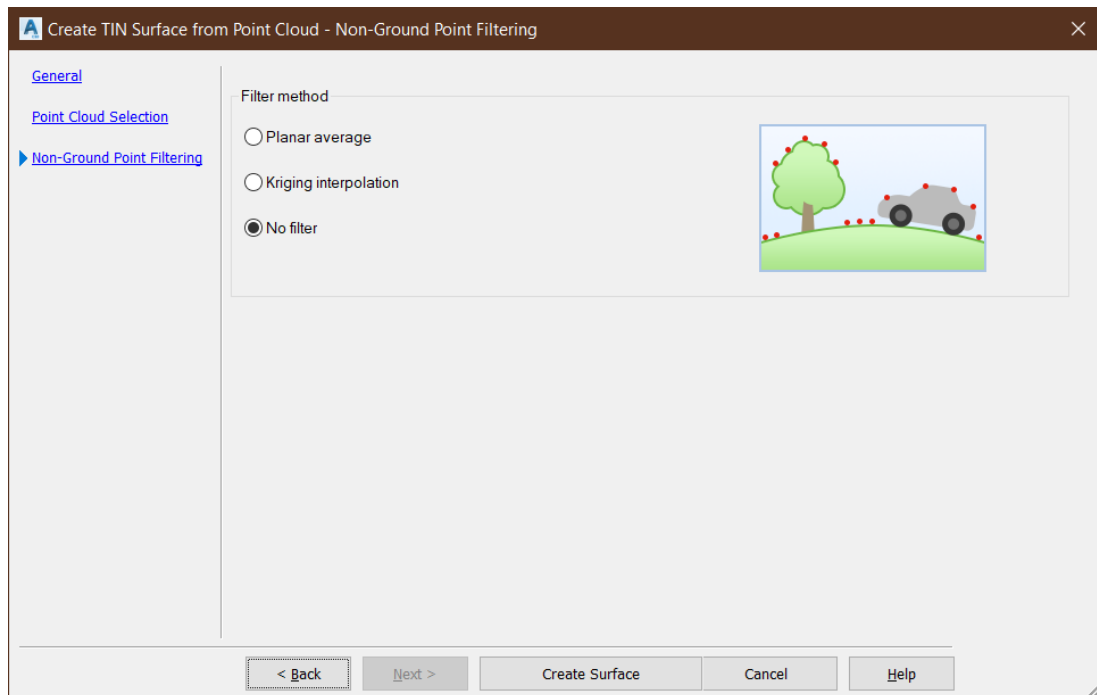 Create TIN Surface from Point Cloud - Non-Ground Point Filtering
General
Point Cloud Selection
Non-Ground Point Filtering
Filter method
Planar average
Kriging interpolation
No filter
< Back Next > Create Surface Cancel Help